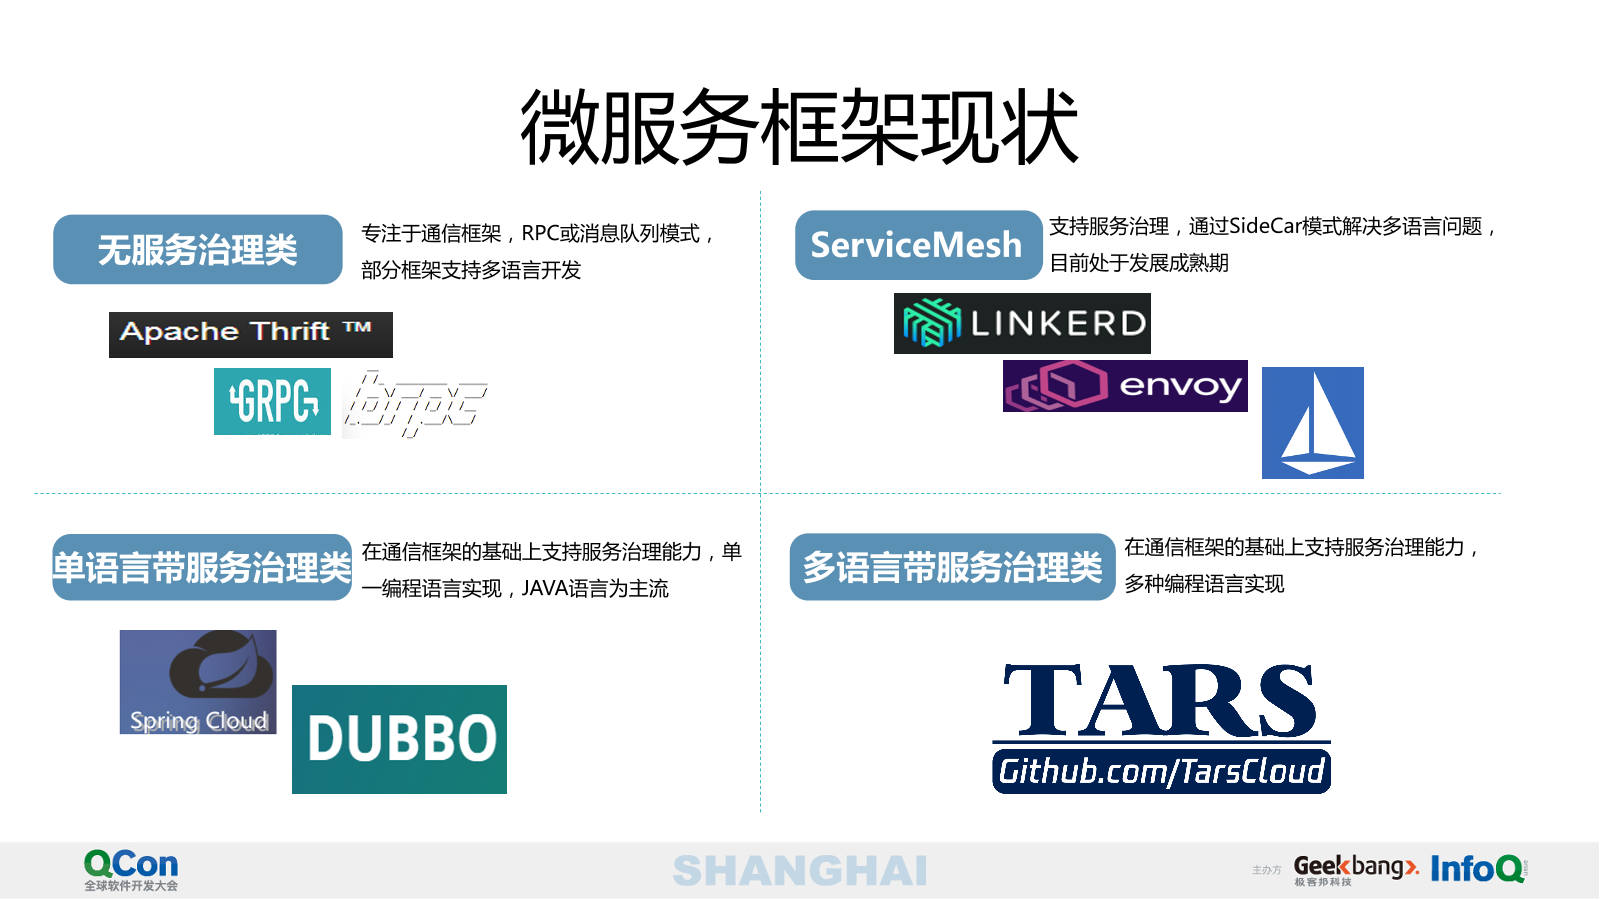 微服务框架现状
无服务治理类
专注于通信框架，RPC或消息队列模式，
部分框架支持多语言开发
Apache Thrift ™
GRPC
brpc
ServiceMesh
支持服务治理，通过SideCar模式解决多语言问题，
目前处于发展成熟期
LINKERD
envoy
单语言带服务治理类
在通信框架的基础上支持服务治理能力，单
一编程语言实现，JAVA语言为主流
Spring Cloud
DUBBO
多语言带服务治理类
在通信框架的基础上支持服务治理能力，
多种编程语言实现
TARS
Github.com/TarsCloud
QCon
全球软件开发大会
SHANGHAI
主办方
Geekbang
极客邦科技
InfoQ